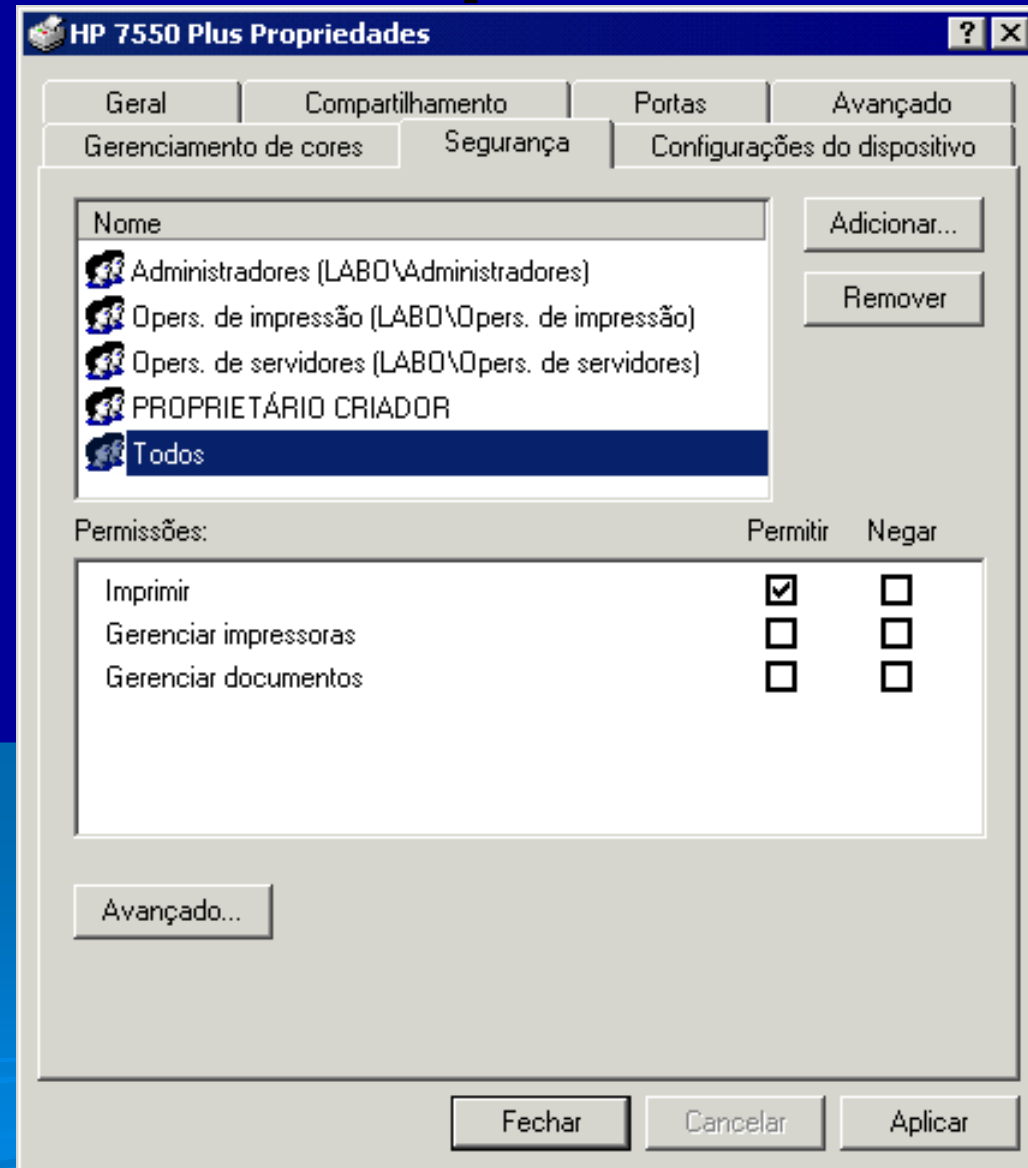 HP 7550 Plus Propriedades
Geral Compartilhamento Portas Avançado
Gerenciamento de cores Segurança Configurações do dispositivo
Nome
Adicionar...
Administradores (LABO\Administradores)
Remover
Opers. de impressão (LABO\Opers. de impressão)
Opers. de servidores (LABO\Opers. de servidores)
PROPRIETÁRIO CRIADOR
Todos
Permissões: Permitir Negar
Imprimir
Gerenciar impressoras
Gerenciar documentos
Avançado...
Fechar Cancelar Aplicar